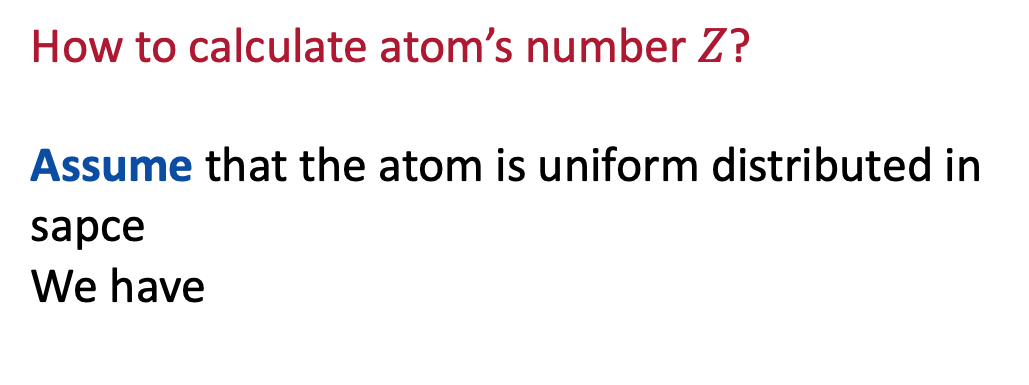 How to calculate atom’s number Z?
Assume that the atom is uniform distributed in
sapce
We have